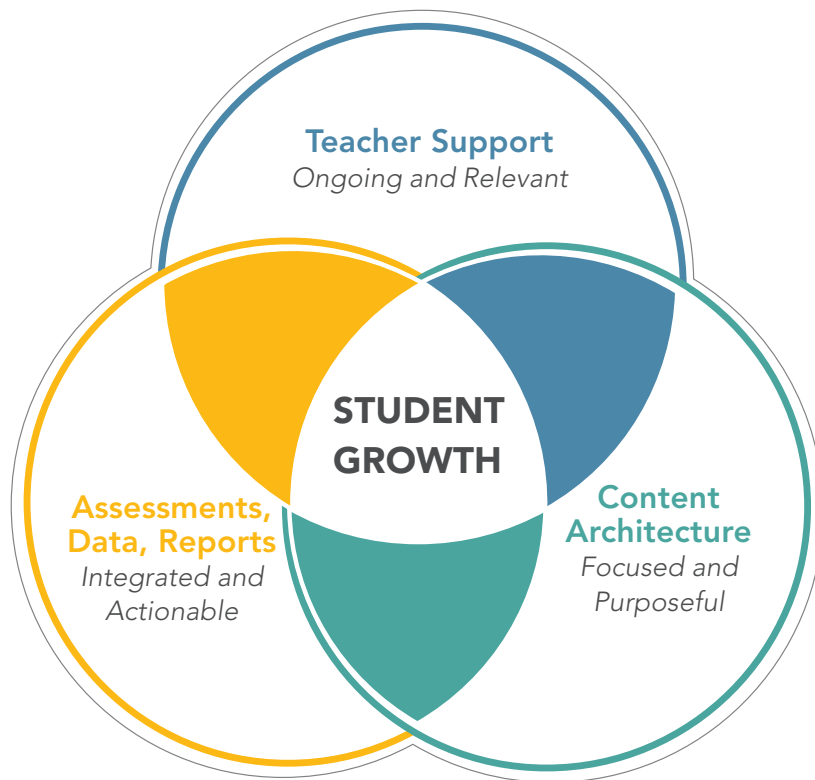 Teacher Support
Ongoing and Relevant
STUDENT
GROWTH
Assessments,
Data, Reports
Integrated and
Actionable
Content
Architecture
Focused and
Purposeful